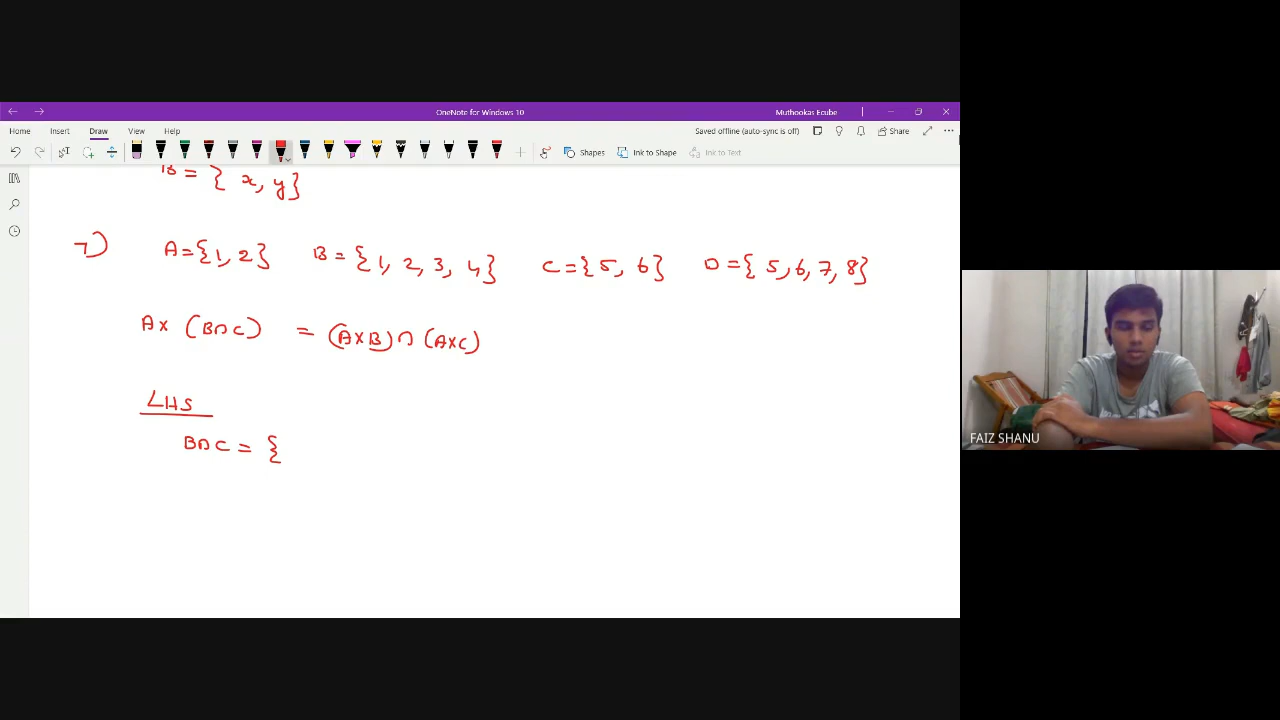 OneNote for Windows 10
Muthookas Ecube
Home Insert Draw View Help
Saved offline (auto-sync is off)
Share
Shapes Ink to Shape Ink to Text
B = { x, y}
7) A={1, 2} B = {1, 2, 3, 4} C = {5, 6} D = { 5, 6, 7, 8}
A× (B∩C) = (A×B) ∩ (A×C)
LHS
B∩C = {
FAIZ SHANU